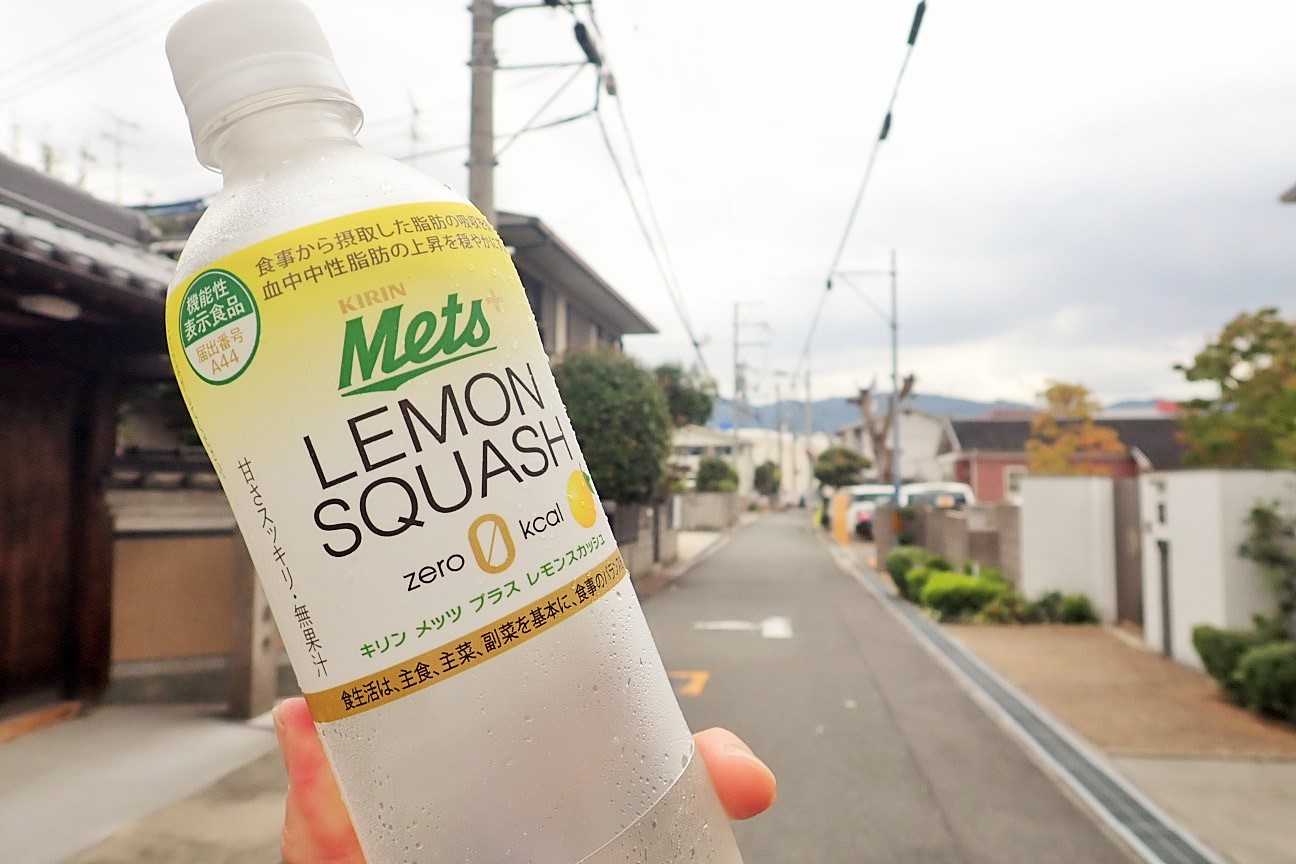 食事から摂取した脂肪の吸収を
血中中性脂肪の上昇を穏やかに
機能性
表示食品
届出番号
A44
KIRIN
Mets+
LEMON
SQUASH
zero 0 kcal
キリン メッツ プラス レモンスカッシュ
甘さスッキリ・無果汁
食生活は、主食、主菜、副菜を基本に、食事のバランス